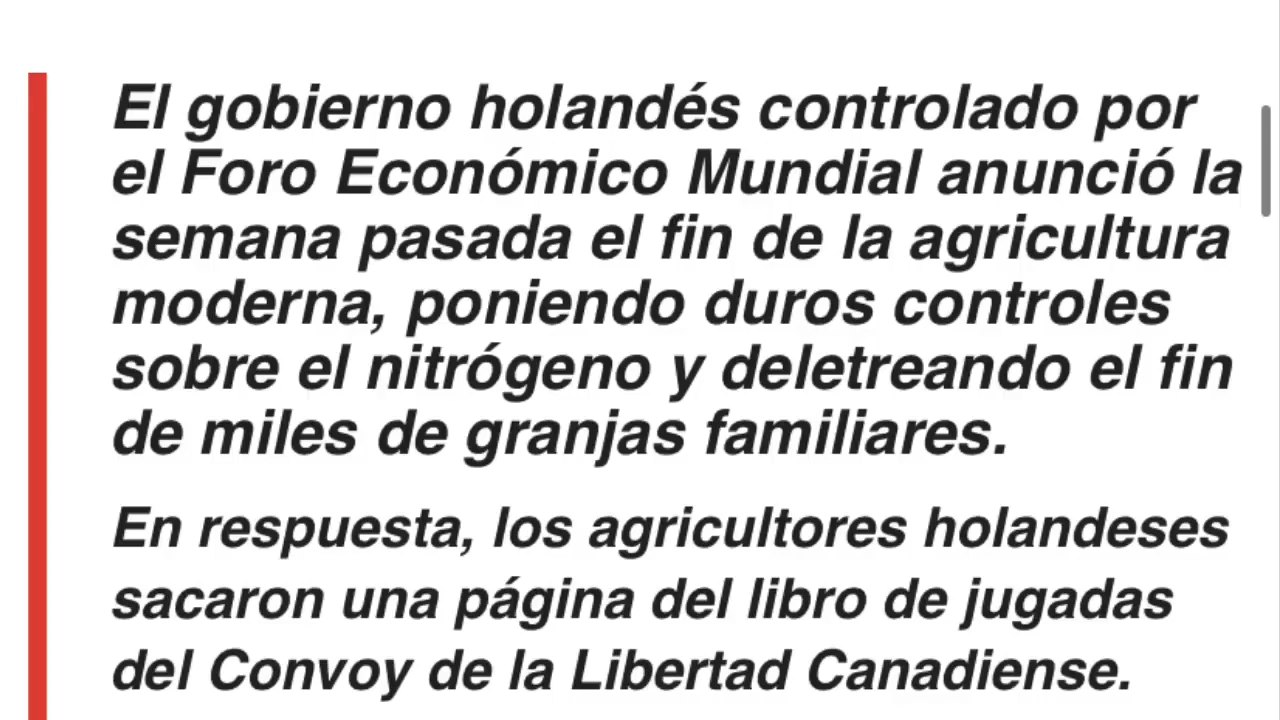 El gobierno holandés controlado por
el Foro Económico Mundial anunció la
semana pasada el fin de la agricultura
moderna, poniendo duros controles
sobre el nitrógeno y deletreando el fin
de miles de granjas familiares.
En respuesta, los agricultores holandeses
sacaron una página del libro de jugadas
del Convoy de la Libertad Canadiense.